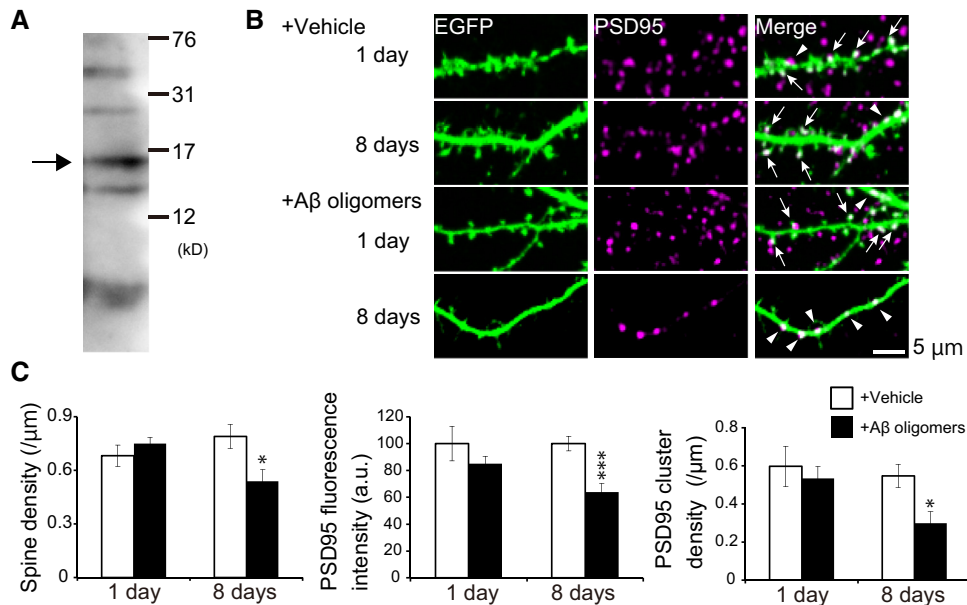 A
76
31
17
12
(kD)
B
+Vehicle
1 day
8 days
+Aβ oligomers
1 day
8 days
EGFP PSD95 Merge
5 μm
C
Spine density (/μm)
0.9
0.6
0.3
0
*
1 day 8 days
PSD95 fluorescence
intensity (a.u.)
120
100
80
60
40
20
0
***
1 day 8 days
+Vehicle
+Aβ oligomers
PSD95 cluster
density (/μm)
0.8
0.6
0.4
0.2
0
*
1 day 8 days